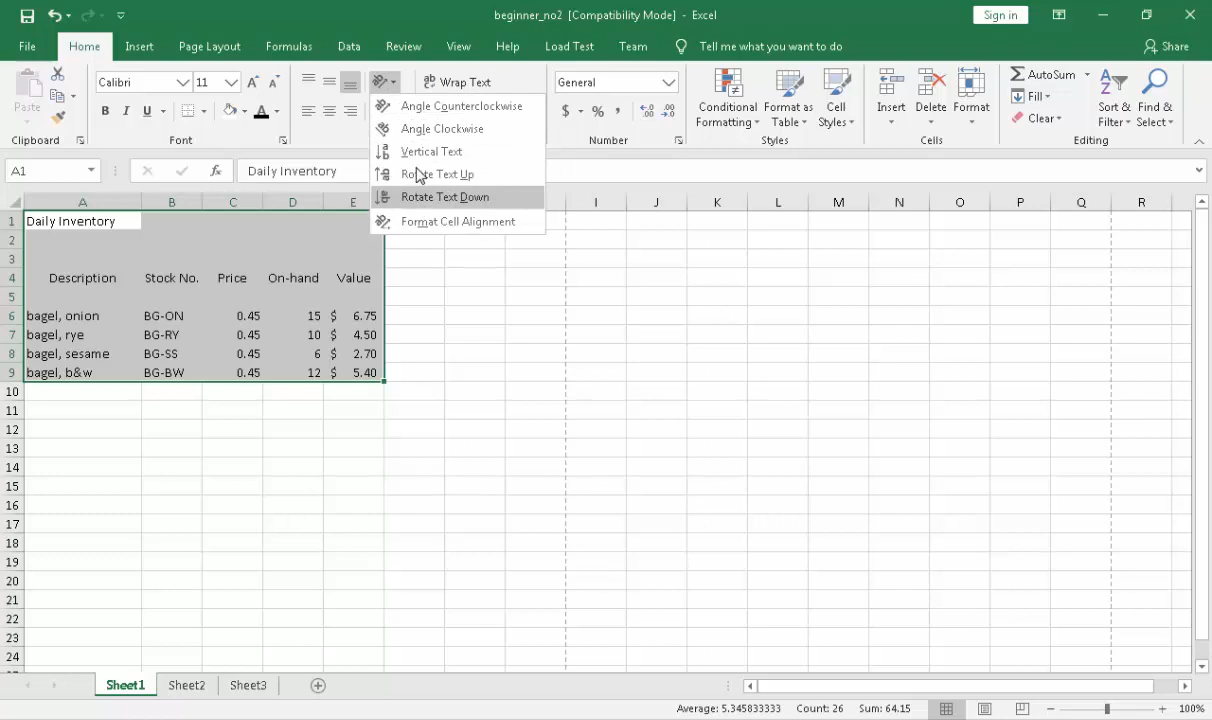 beginner_no2 [Compatibility Mode] - Excel
Sign in
File Home Insert Page Layout Formulas Data Review View Help Load Test Team Tell me what you want to do Share
Paste
Calibri 11
B I U
Wrap Text
General
$ % ,
Conditional Formatting
Format as Table
Cell Styles
Insert
Delete
Format
AutoSum
Fill
Clear
Sort & Filter
Find & Select
Clipboard Font Number Styles Cells Editing
Angle Counterclockwise
Angle Clockwise
Vertical Text
Rotate Text Up
Rotate Text Down
Format Cell Alignment
A1 fx Daily Inventory
A B C D E I J K L M N O P Q R
1 Daily Inventory
2
3
4 Description Stock No. Price On-hand Value
5
6 bagel, onion BG-ON 0.45 15 $ 6.75
7 bagel, rye BG-RY 0.45 10 $ 4.50
8 bagel, sesame BG-SS 0.45 6 $ 2.70
9 bagel, b&w BG-BW 0.45 12 $ 5.40
10
11
12
13
14
15
16
17
18
19
20
21
22
23
24
Sheet1 Sheet2 Sheet3
Average: 5.345833333 Count: 26 Sum: 64.15 100%